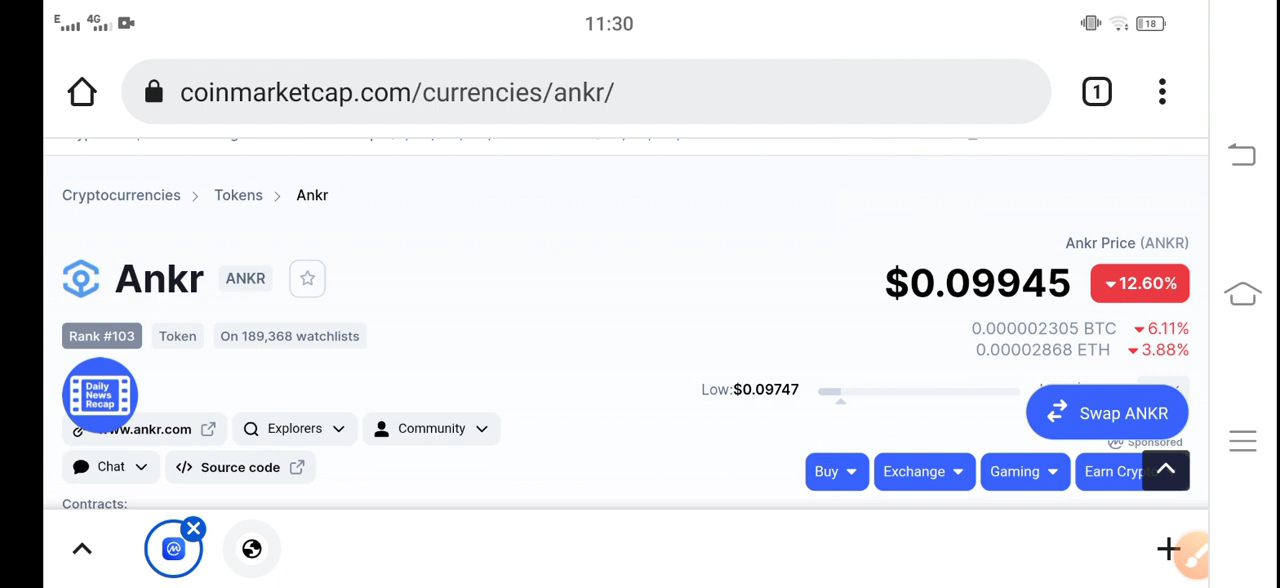 E 4G 11:30 18
coinmarketcap.com/currencies/ankr/ 1
Cryptocurrencies > Tokens > Ankr
Ankr Price (ANKR)
Ankr ANKR $0.09945 12.60%
0.000002305 BTC 6.11%
Rank #103 Token On 189,368 watchlists
0.00002868 ETH 3.88%
Daily
News
Recap
Low:$0.09747
Swap ANKR
www.ankr.com Explorers Community
Sponsored
Chat Source code
Buy Exchange Gaming Earn Cryp
Contracts: